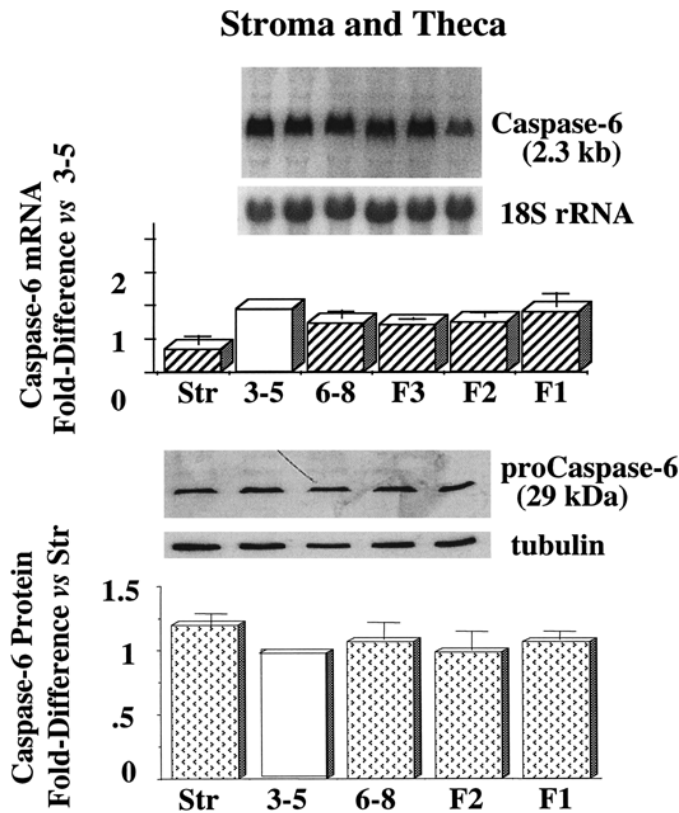 Stroma and Theca
Caspase-6
(2.3 kb)
18S rRNA
Caspase-6 mRNA
Fold-Difference vs 3-5
2
1
0
Str 3-5 6-8 F3 F2 F1
proCaspase-6
(29 kDa)
tubulin
Caspase-6 Protein
Fold-Difference vs Str
1.5
1
.5
0
Str 3-5 6-8 F2 F1